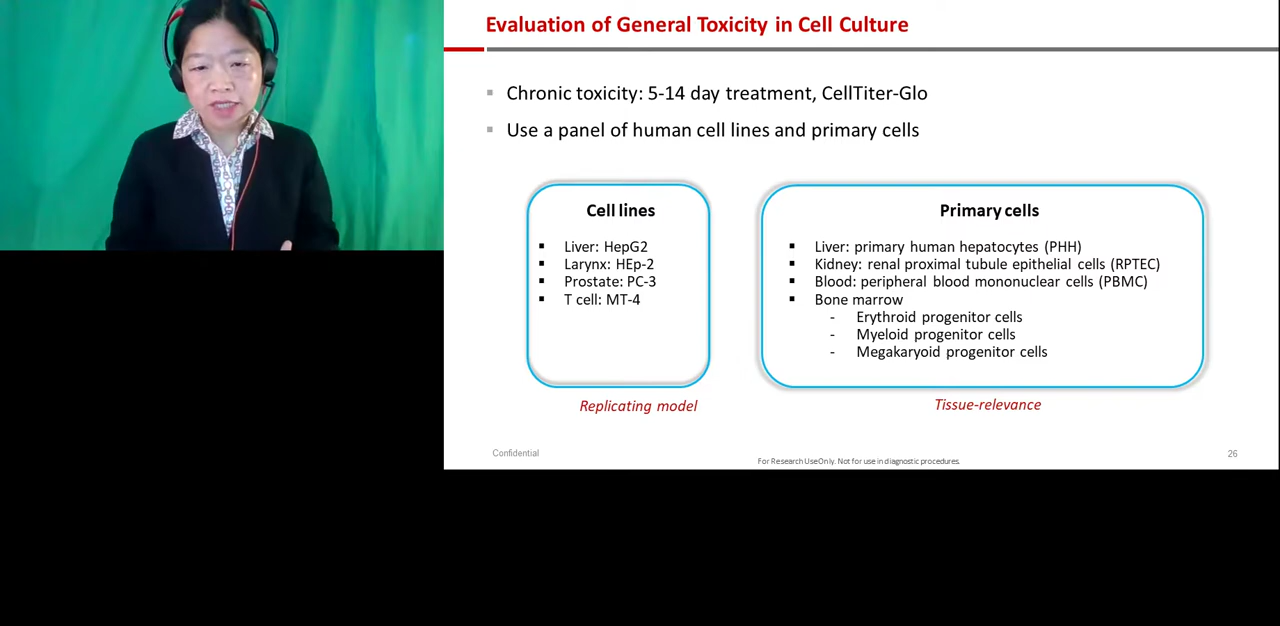 Evaluation of General Toxicity in Cell Culture
▪ Chronic toxicity: 5-14 day treatment, CellTiter-Glo
▪ Use a panel of human cell lines and primary cells
Cell lines
▪ Liver: HepG2
▪ Larynx: HEp-2
▪ Prostate: PC-3
▪ T cell: MT-4
Replicating model
Primary cells
▪ Liver: primary human hepatocytes (PHH)
▪ Kidney: renal proximal tubule epithelial cells (RPTEC)
▪ Blood: peripheral blood mononuclear cells (PBMC)
▪ Bone marrow
- Erythroid progenitor cells
- Myeloid progenitor cells
- Megakaryoid progenitor cells
Tissue-relevance
Confidential
For Research UseOnly. Not for use in diagnostic procedures.
26